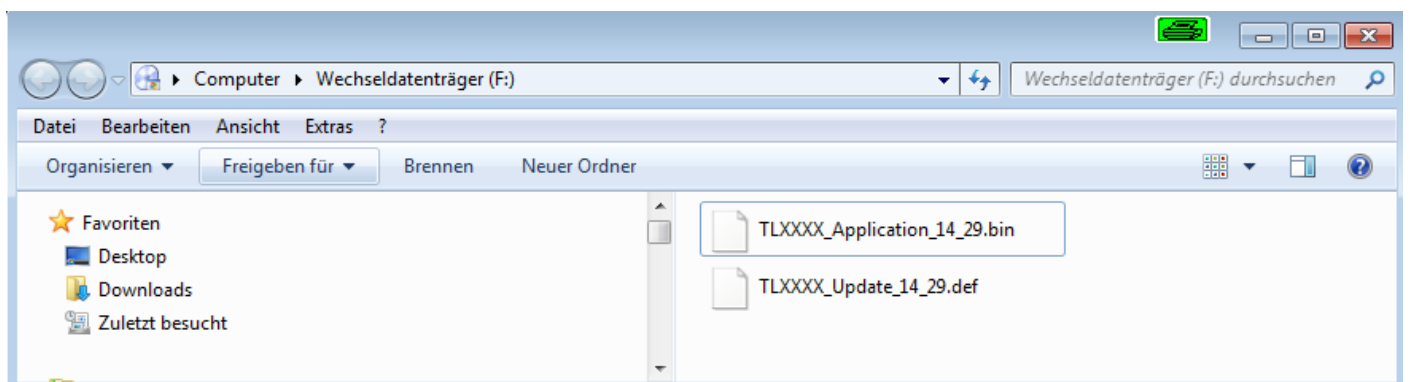 Computer Wechseldatenträger (F:)
Wechseldatenträger (F:) durchsuchen
Datei Bearbeiten Ansicht Extras ?
Organisieren Freigeben für Brennen Neuer Ordner
Favoriten
Desktop
Downloads
Zuletzt besucht
TLXXXX_Application_14_29.bin
TLXXXX_Update_14_29.def